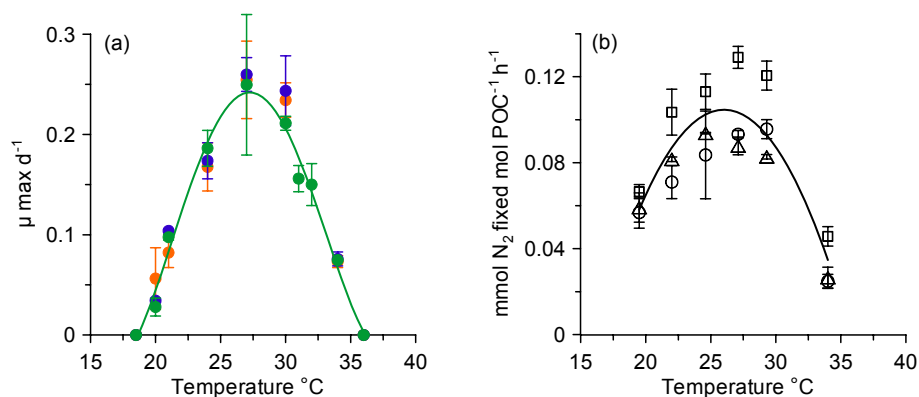 (a)
0.3
0.2
0.1
0
μ max d⁻¹
15 20 25 30 35 40
Temperature °C
(b)
0.12
0.08
0.04
0.00
mmol N₂ fixed mol POC⁻¹ h⁻¹
15 20 25 30 35 40
Temperature °C